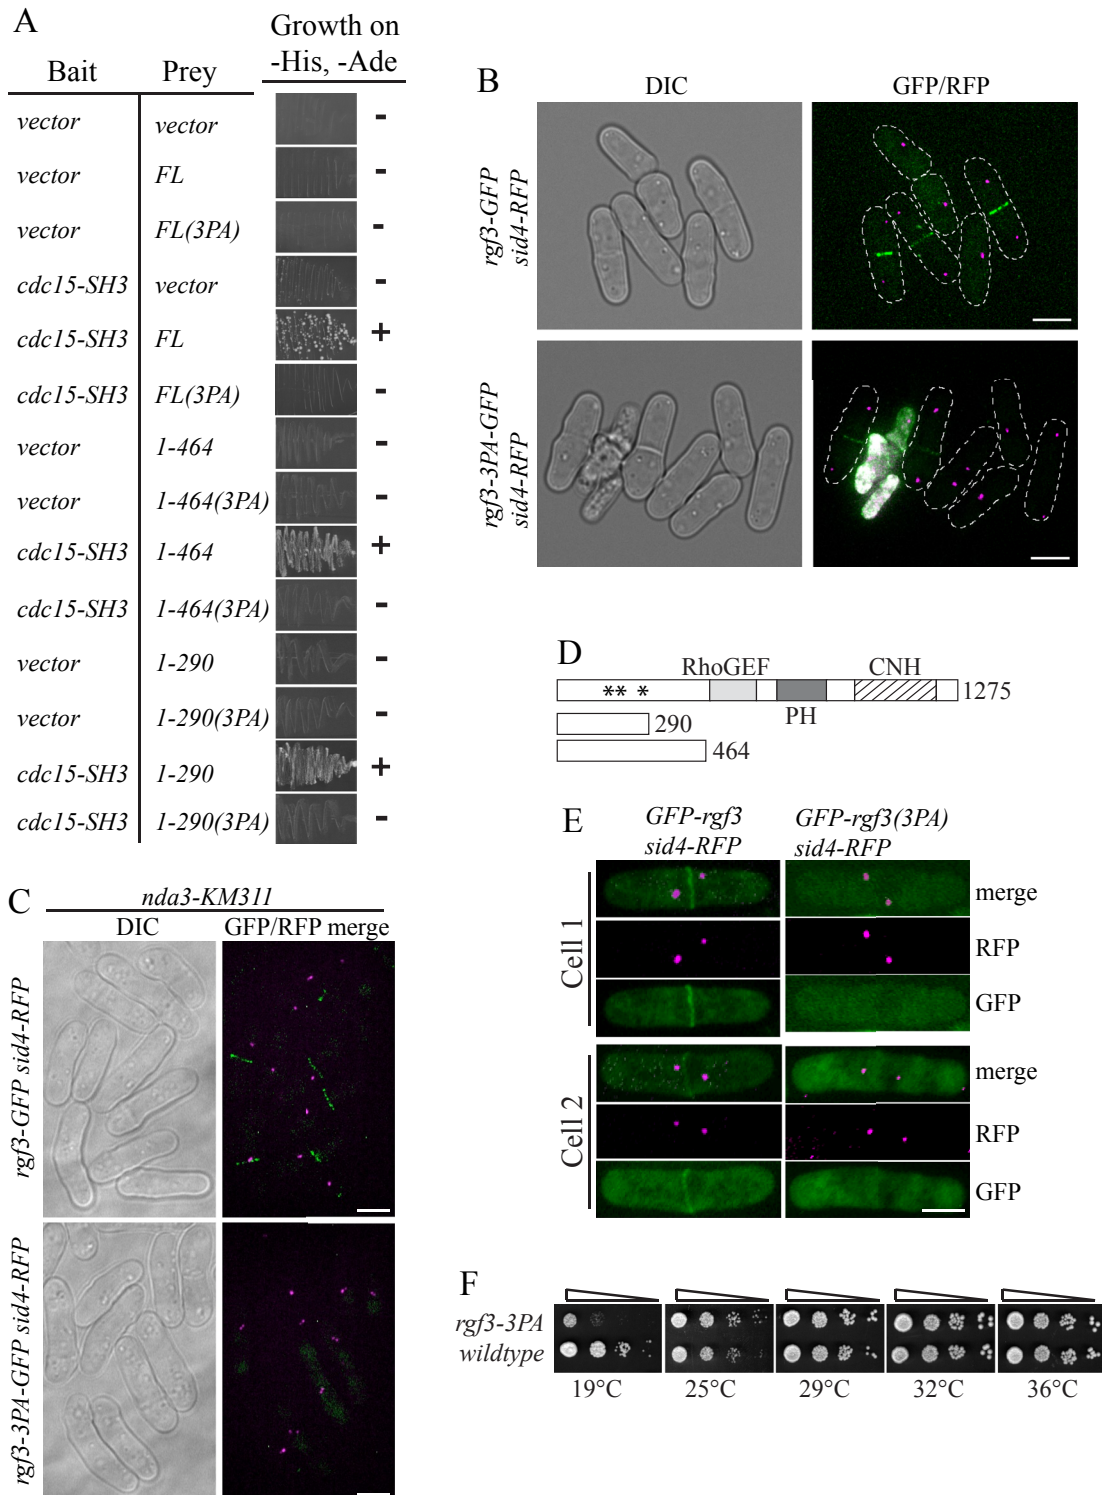 A
Growth on
-His, -Ade
Bait Prey
vector vector -
vector FL -
vector FL(3PA) -
cdc15-SH3 vector -
cdc15-SH3 FL +
cdc15-SH3 FL(3PA) -
vector 1-464 -
vector 1-464(3PA) -
cdc15-SH3 1-464 +
cdc15-SH3 1-464(3PA) -
vector 1-290 -
vector 1-290(3PA) -
cdc15-SH3 1-290 +
cdc15-SH3 1-290(3PA) -
B
DIC GFP/RFP
rgf3-GFP
sid4-RFP
rgf3-3PA-GFP
sid4-RFP
C
nda3-KM311
DIC GFP/RFP merge
rgf3-GFP sid4-RFP
rgf3-3PA-GFP sid4-RFP
D
RhoGEF CNH
** * 1275
PH
290
464
E
GFP-rgf3 GFP-rgf3(3PA)
sid4-RFP sid4-RFP
Cell 1
merge
RFP
GFP
Cell 2
merge
RFP
GFP
F
rgf3-3PA
wildtype
19°C 25°C 29°C 32°C 36°C